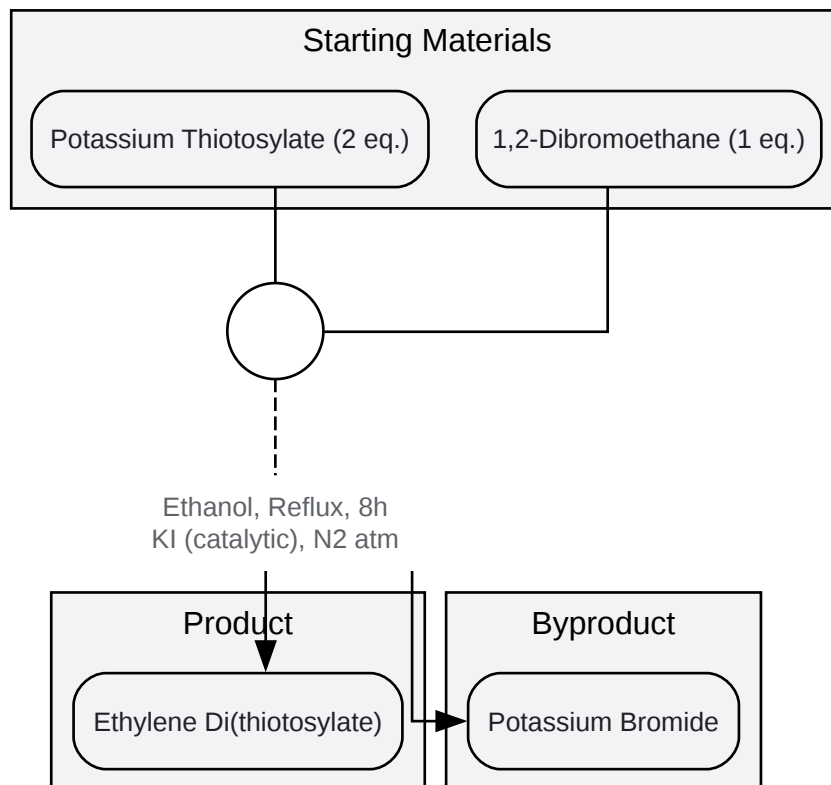 Starting Materials
Potassium Thiotosylate (2 eq.)
1,2-Dibromoethane (1 eq.)
Ethanol, Reflux, 8h
KI (catalytic), N2 atm
Product
Byproduct
Ethylene Di(thiotosylate)
Potassium Bromide